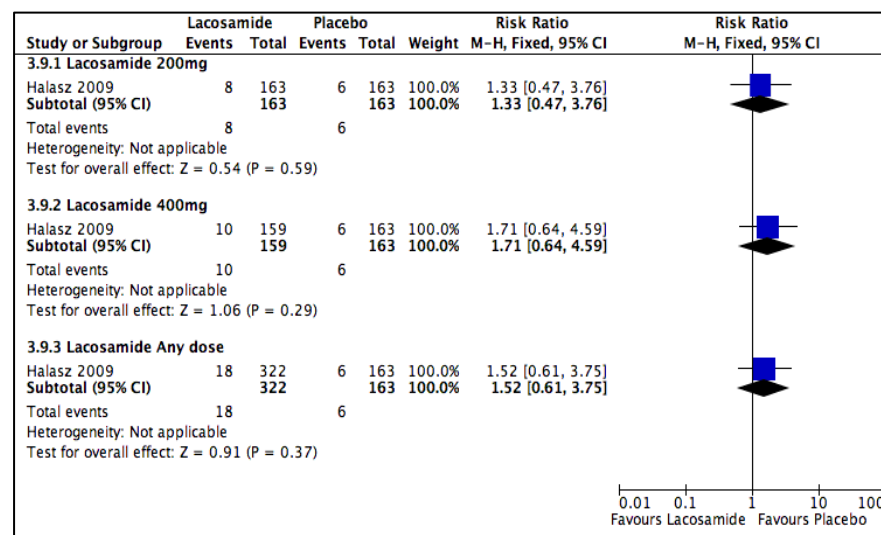 Lacosamide Placebo Risk Ratio Risk Ratio
Study or Subgroup Events Total Events Total Weight M-H, Fixed, 95% CI M-H, Fixed, 95% CI
3.9.1 Lacosamide 200mg
Halasz 2009 8 163 6 163 100.0% 1.33 [0.47, 3.76]
Subtotal (95% CI) 163 163 100.0% 1.33 [0.47, 3.76]
Total events 8 6
Heterogeneity: Not applicable
Test for overall effect: Z = 0.54 (P = 0.59)
3.9.2 Lacosamide 400mg
Halasz 2009 10 159 6 163 100.0% 1.71 [0.64, 4.59]
Subtotal (95% CI) 159 163 100.0% 1.71 [0.64, 4.59]
Total events 10 6
Heterogeneity: Not applicable
Test for overall effect: Z = 1.06 (P = 0.29)
3.9.3 Lacosamide Any dose
Halasz 2009 18 322 6 163 100.0% 1.52 [0.61, 3.75]
Subtotal (95% CI) 322 163 100.0% 1.52 [0.61, 3.75]
Total events 18 6
Heterogeneity: Not applicable
Test for overall effect: Z = 0.91 (P = 0.37)
0.01 0.1 1 10 100
Favours Lacosamide Favours Placebo